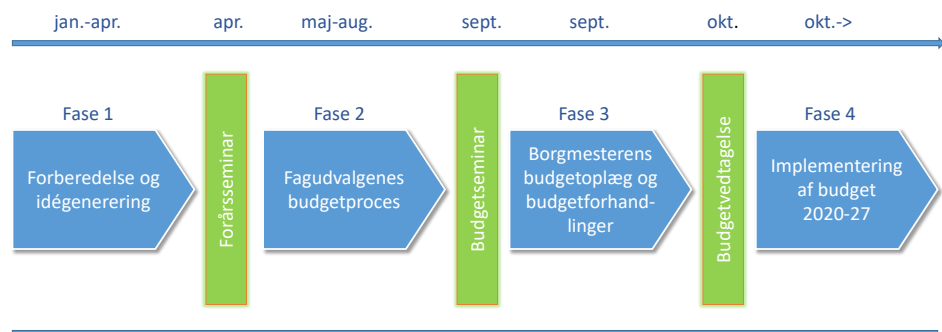 jan.-apr.
apr.
maj-aug.
sept.
sept.
okt.
okt.->
Fase 1
Forberedelse og
idégenerering
Forårsseminar
Fase 2
Fagudvalgenes
budgetproces
Budgetseminar
Fase 3
Borgmesterens
budgetoplæg og
budgetforhand-
linger
Budgetvedtagelse
Fase 4
Implementering
af budget
2020-27